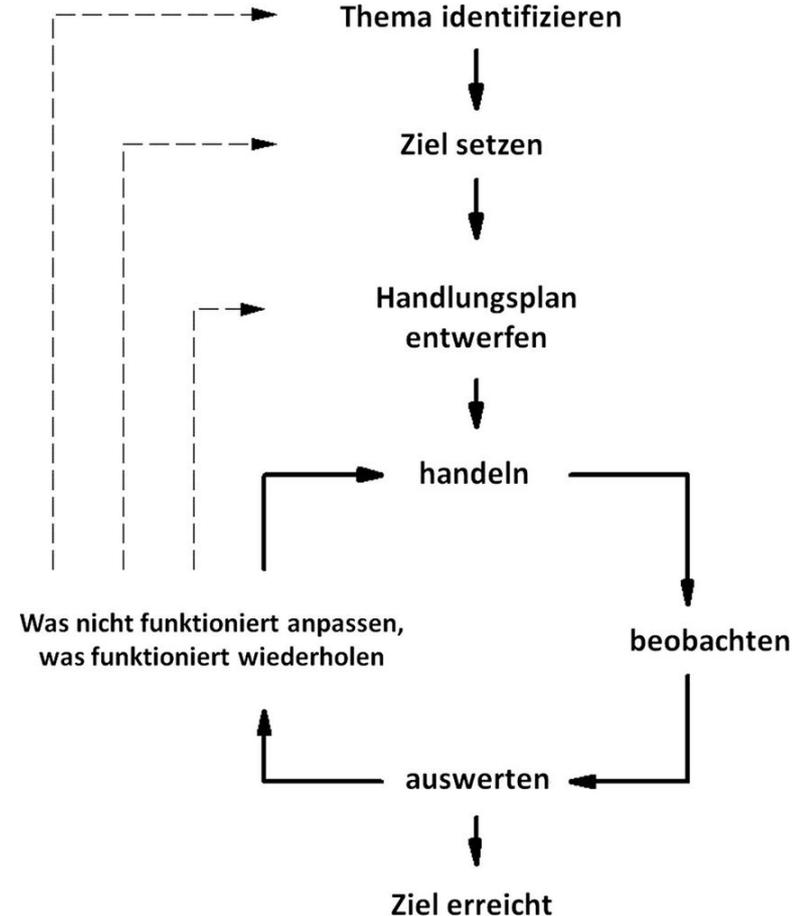 Thema identifizieren
Ziel setzen
Handlungsplan
entwerfen
handeln
Was nicht funktioniert anpassen,
was funktioniert wiederholen
beobachten
auswerten
Ziel erreicht